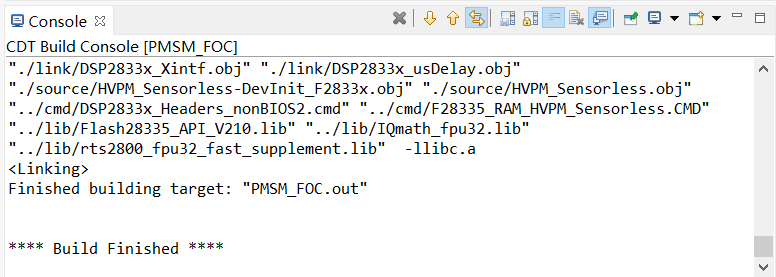 Console
CDT Build Console [PMSM_FOC]
"./link/DSP2833x_Xintf.obj" "./link/DSP2833x_usDelay.obj"
"./source/HVPM_Sensorless-DevInit_F2833x.obj" "./source/HVPM_Sensorless.obj"
"../cmd/DSP2833x_Headers_nonBIOS2.cmd" "../cmd/F28335_RAM_HVPM_Sensorless.CMD"
"../lib/Flash28335_API_V210.lib" "../lib/IQmath_fpu32.lib"
"../lib/rts2800_fpu32_fast_supplement.lib"  -llibc.a
<Linking>
Finished building target: "PMSM_FOC.out"
**** Build Finished ****